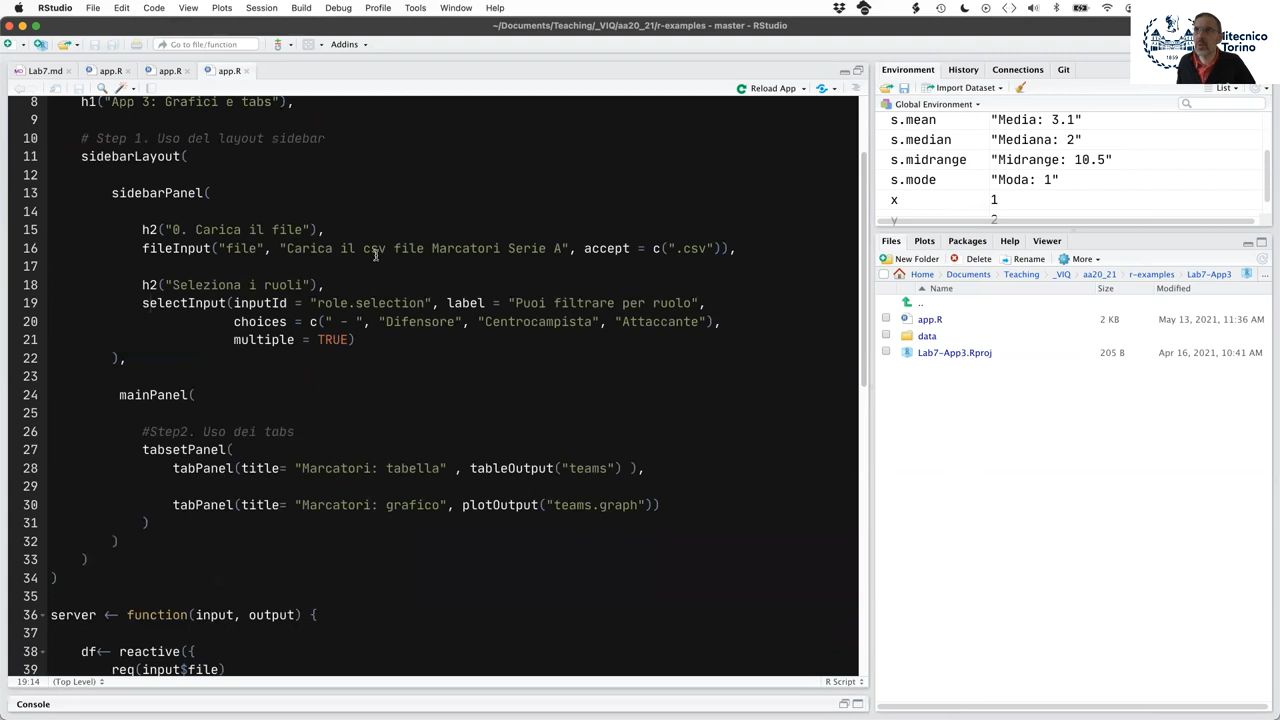 RStudio File Edit Code View Plots Session Build Debug Profile Tools Window Help
~/Documents/Teaching/_VIQ/aa20_21/r-examples - master - RStudio
Go to file/function Addins
Politecnico
Torino
1859
Lab7.md app.R app.R app.R
Reload App
8 h1("App 3: Grafici e tabs"),
9
10 # Step 1. Uso del layout sidebar
11 sidebarLayout(
12
13 sidebarPanel(
14
15 h2("0. Carica il file"),
16 fileInput("file", "Carica il csv file Marcatori Serie A", accept = c(".csv")),
17
18 h2("Seleziona i ruoli"),
19 selectInput(inputId = "role.selection", label = "Puoi filtrare per ruolo",
20 choices = c(" - ", "Difensore", "Centrocampista", "Attaccante"),
21 multiple = TRUE)
22 ),
23
24 mainPanel(
25
26 #Step2. Uso dei tabs
27 tabsetPanel(
28 tabPanel(title= "Marcatori: tabella" , tableOutput("teams") ),
29
30 tabPanel(title= "Marcatori: grafico", plotOutput("teams.graph"))
31 )
32 )
33 )
34 )
35
36 server ← function(input, output) {
37
38 df← reactive({
39 req(input$file)
19:14 (Top Level) R Script
Console
Environment History Connections Git
Import Dataset List
Global Environment
s.mean "Media: 3.1"
s.median "Mediana: 2"
s.midrange "Midrange: 10.5"
s.mode "Moda: 1"
x 1
y 2
Files Plots Packages Help Viewer
New Folder Delete Rename More
Home Documents Teaching _VIQ aa20_21 r-examples Lab7-App3 ...
Name Size Modified
..
app.R 2 KB May 13, 2021, 11:36 AM
data
Lab7-App3.Rproj 205 B Apr 16, 2021, 10:41 AM